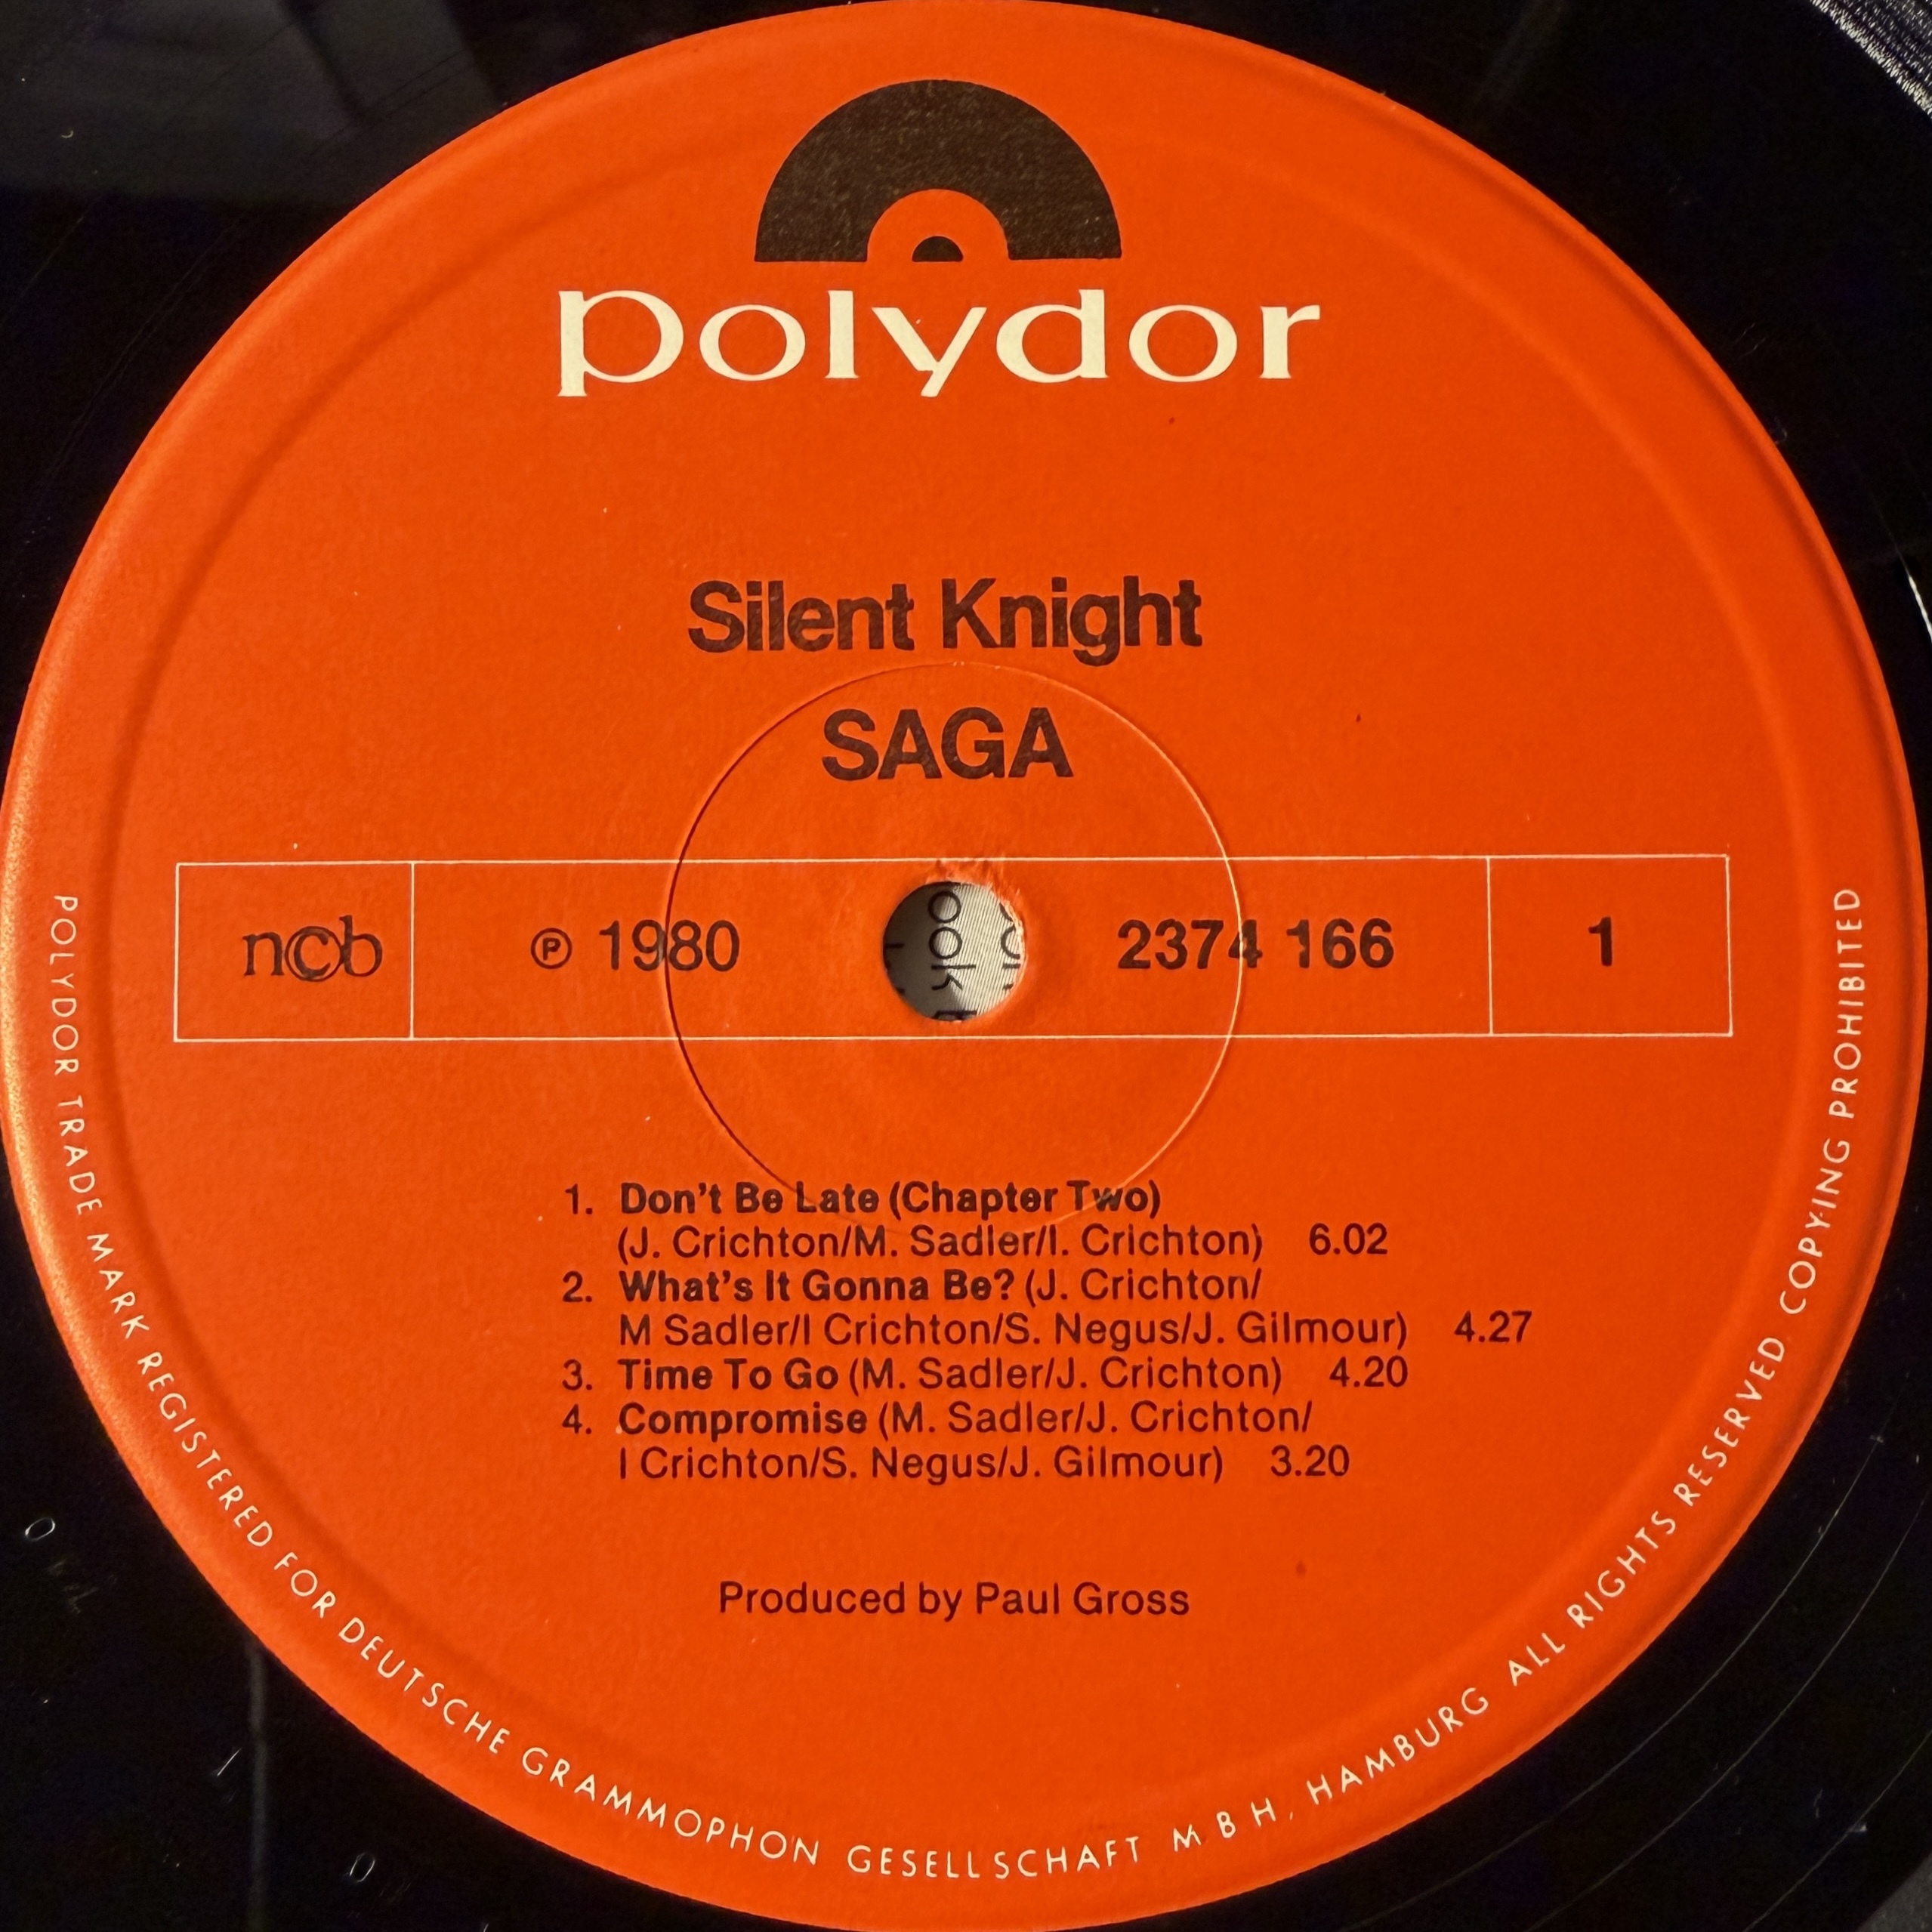 polydor
Silent Knight
SAGA
n©b ℗ 1980 2374 166 1
1. Don't Be Late (Chapter Two)
(J. Crichton/M. Sadler/I. Crichton) 6.02
2. What's It Gonna Be? (J. Crichton/
M Sadler/I Crichton/S. Negus/J. Gilmour) 4.27
3. Time To Go (M. Sadler/J. Crichton) 4.20
4. Compromise (M. Sadler/J. Crichton/
I Crichton/S. Negus/J. Gilmour) 3.20
Produced by Paul Gross
POLYDOR TRADE MARK REGISTERED FOR DEUTSCHE GRAMMOPHON GESELLSCHAFT M B H, HAMBURG ALL RIGHTS RESERVED COPYING PROHIBITED